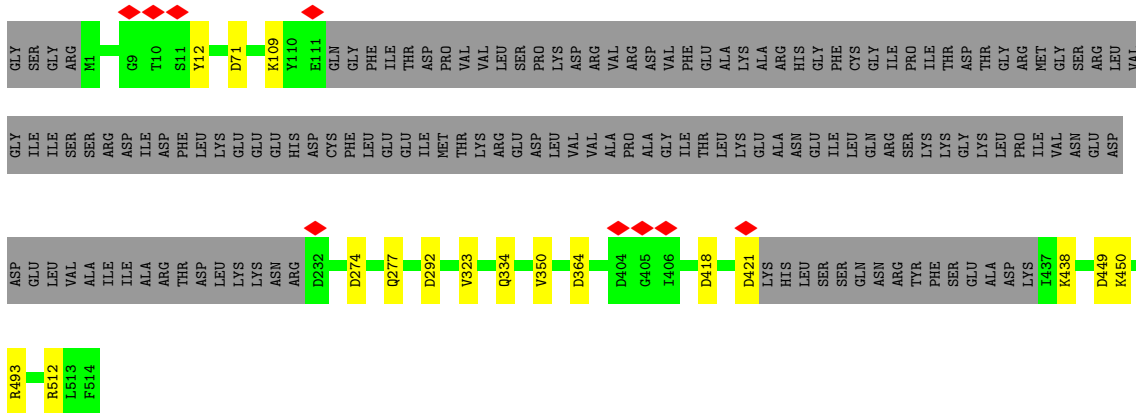 GLY SER GLY ARG M1 G9 T10 S11 Y12 D71 K109 Y110 E111 GLN GLY PHE ILE THR ASP PRO VAL VAL LEU SER PRO LYS ASP ARG VAL ARG ASP VAL PHE GLU ALA LYS ALA ARG HIS GLY PHE CYS GLY ILE PRO ILE THR ASP THR GLY ARG MET GLY SER ARG LEU VAL
GLY ILE ILE SER SER ARG ASP ILE ASP PHE LEU LYS GLU GLU GLU HIS ASP CYS PHE LEU GLU GLU ILE MET THR LYS ARG GLU ASP LEU VAL VAL ALA PRO ALA GLY ILE THR LEU LYS GLU ALA ASN GLU ILE LEU GLN ARG SER LYS LYS GLY LYS LEU PRO ILE VAL ASN GLU ASP
ASP GLU LEU VAL ALA ILE ILE ALA ARG THR ASP LEU LYS LYS ASN ARG D232 D274 Q277 D292 V323 Q334 V350 D364 D404 G405 I406 D418 D421 LYS HIS LEU SER SER GLN ASN ARG TYR PHE SER GLU ALA ASP LYS I437 K438 D449 K450
R493 R512 L513 F514